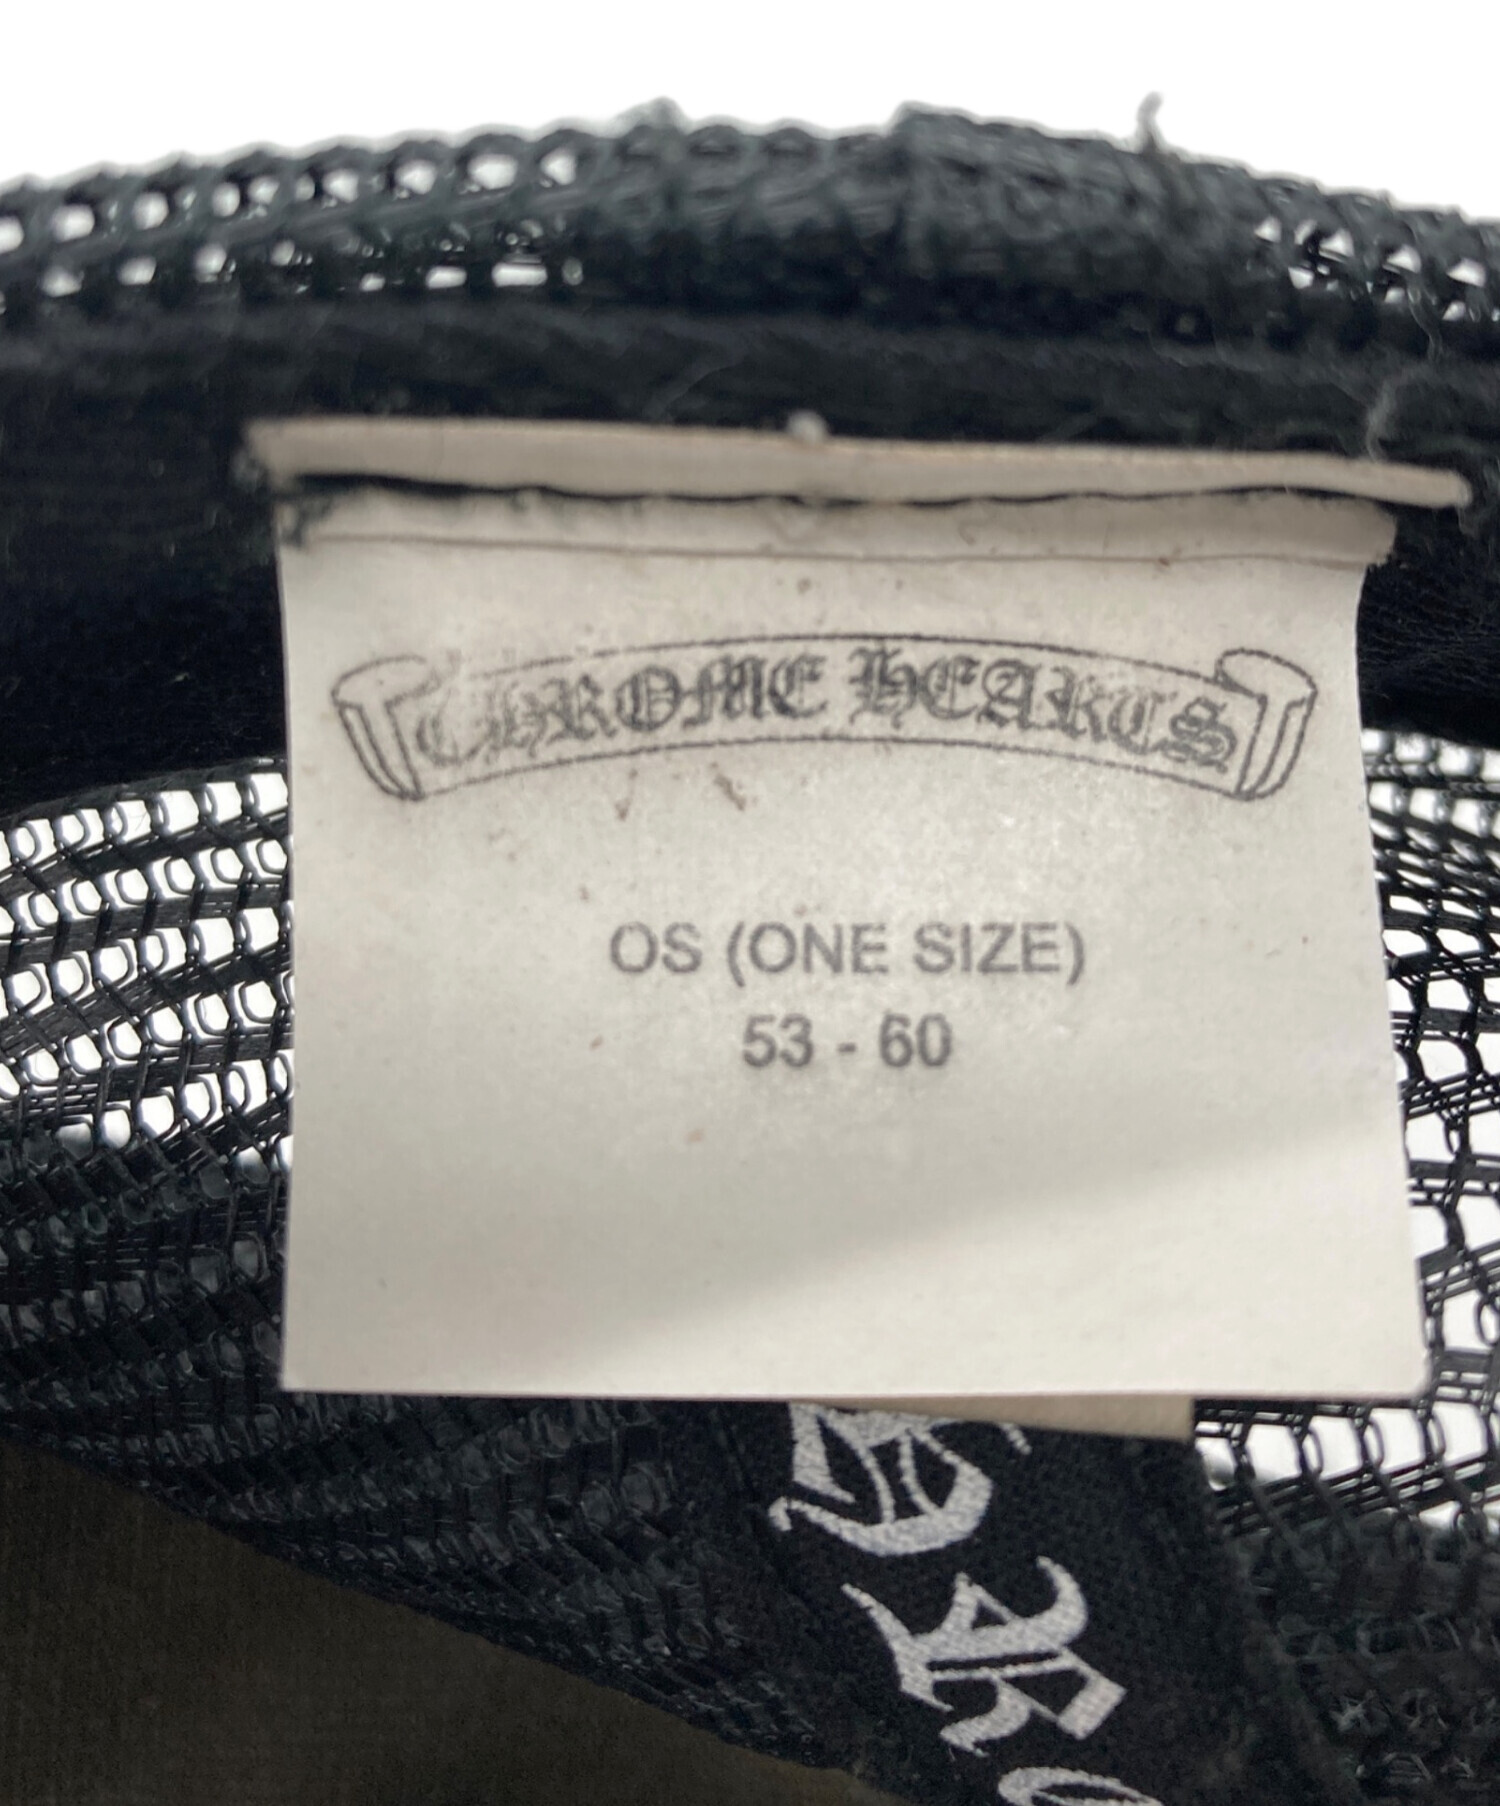 CHROME HEARTS
OS (ONE SIZE)
53 - 60